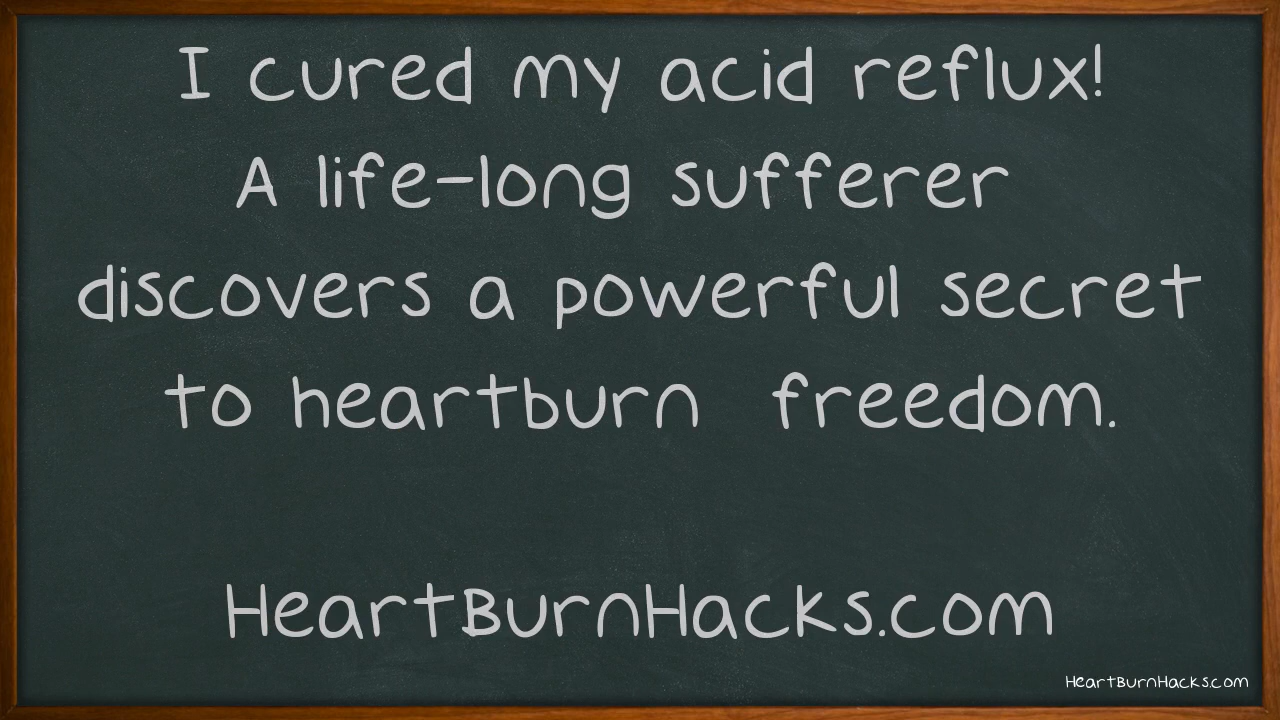 I cured my acid reflux!
A life-long sufferer
discovers a powerful secret
to heartburn freedom.
HeartBurnHacks.com
HeartBurnHacks.com